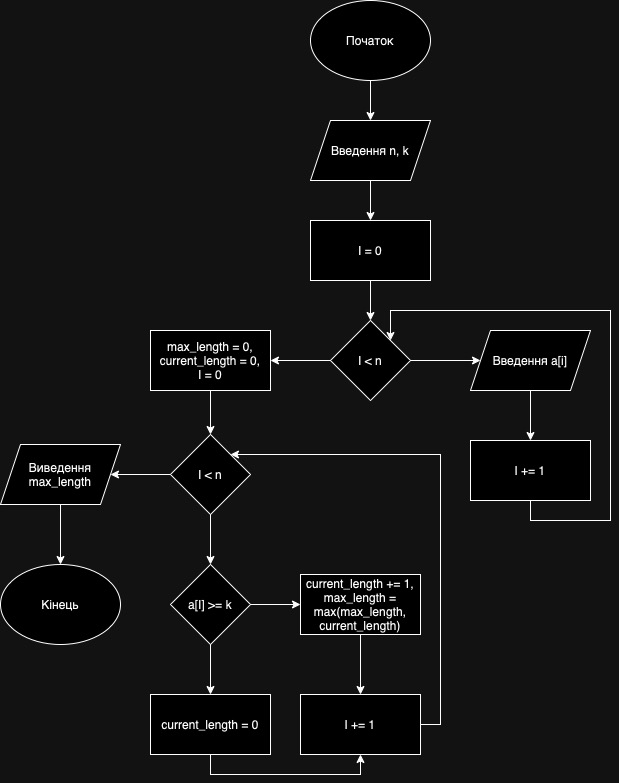 Початок
Введення n, k
I = 0
I < n
Введення a[i]
I += 1
max_length = 0,
current_length = 0,
I = 0
I < n
Виведення
max_length
Кінець
a[I] >= k
current_length += 1,
max_length =
max(max_length,
current_length)
current_length = 0
I += 1